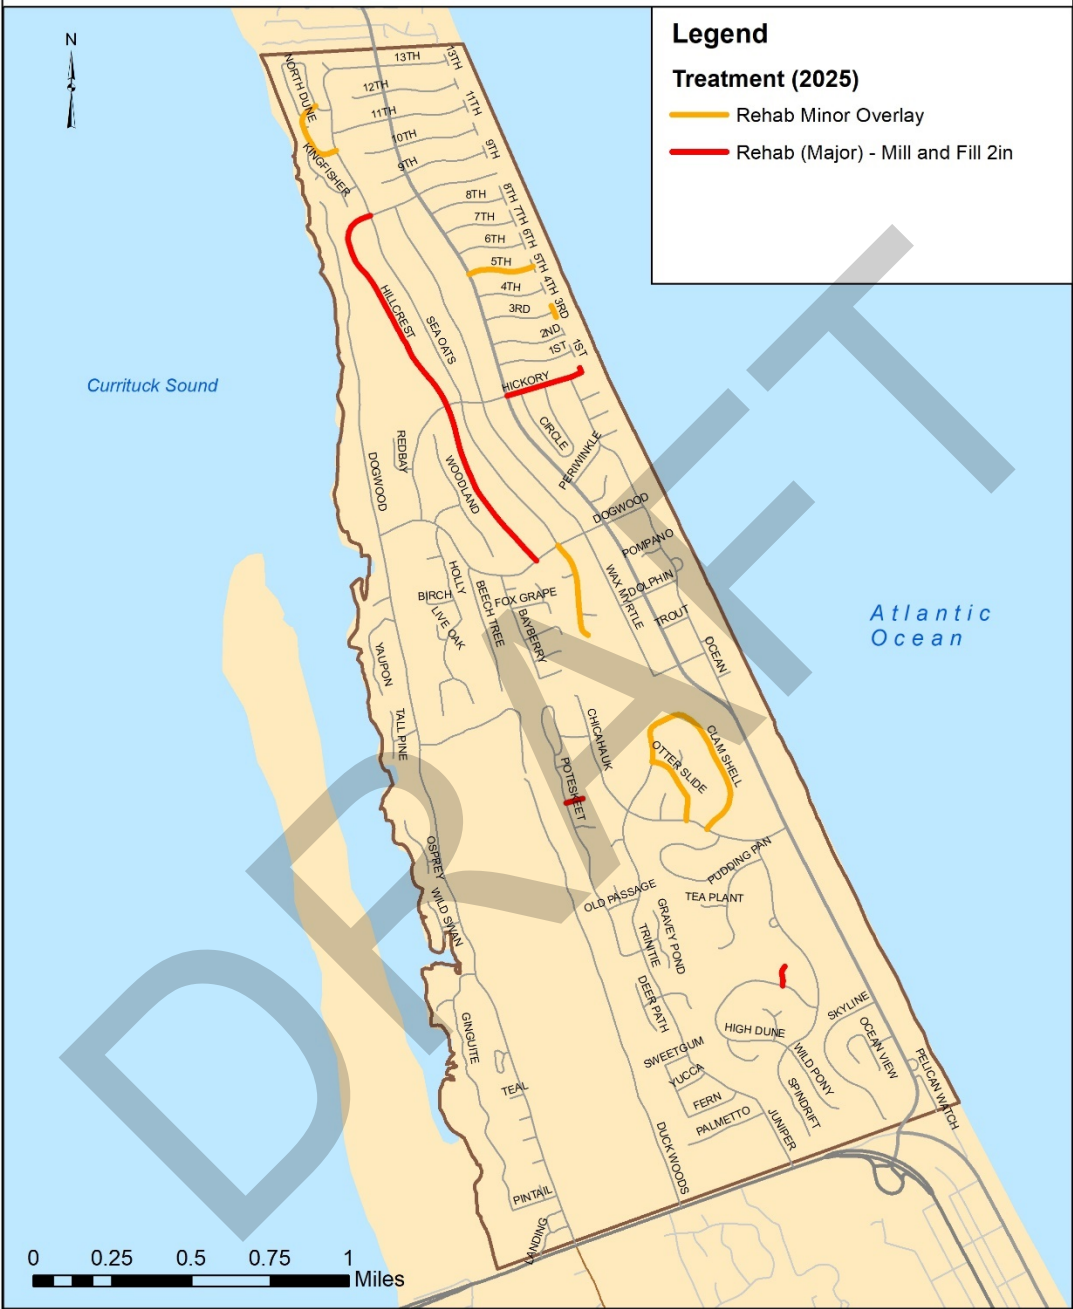 Legend
Treatment (2025)
Rehab Minor Overlay
Rehab (Major) - Mill and Fill 2in
N
13TH
13TH
NORTH DUNE
12TH
11TH
11TH
10TH
9TH
9TH
KINGFISHER
8TH
8TH
7TH
7TH
6TH
6TH
5TH
5TH
4TH
4TH
3RD
3RD
2ND
1ST
1ST
HILLCREST
SEA OATS
HICKORY
Currituck Sound
CIRCLE
PERIWINKLE
REDBAY
DOGWOOD
WOODLAND
DOGWOOD
POMPANO
DOLPHIN
WAX MYRTLE
TROUT
OCEAN
Atlantic
Ocean
HOLLY
BIRCH
LIVE OAK
BEECH TREE
FOX GRAPE
BAYBERRY
YAUPON
TALL PINE
CHICAHAUK
POTESKEET
OTTER SLIDE
CLAM SHELL
OSPREY
WILD SWAN
PUDDING PAN
OLD PASSAGE
TEA PLANT
GRAVEY POND
TRINITIE
DEER PATH
HIGH DUNE
SKYLINE
OCEAN VIEW
WILD PONY
SPINDRIFT
PELICAN WATCH
GINGUITE
SWEETGUM
YUCCA
FERN
PALMETTO
JUNIPER
TEAL
DUCK WOODS
PINTAIL
LANDING
0 0.25 0.5 0.75 1
Miles
DRAFT